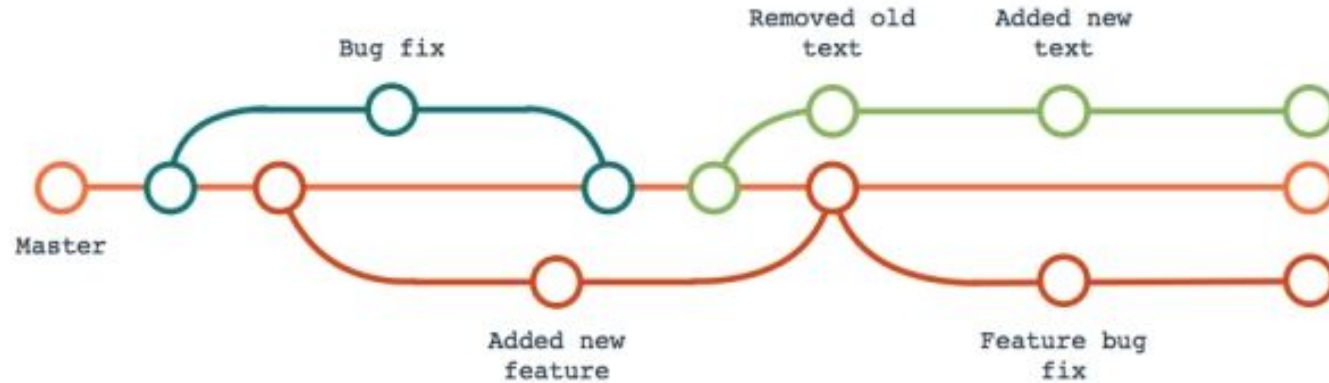 Removed old
text
Added new
text
Bug fix
Master
Added new
feature
Feature bug
fix